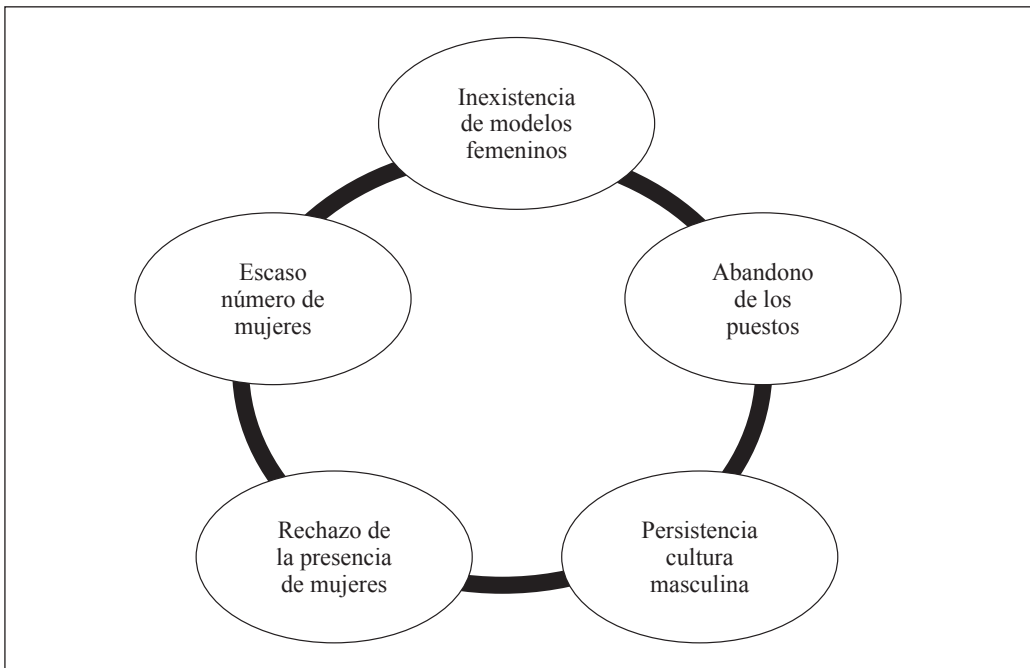 Inexistencia
de modelos
femeninos
Escaso
número de
mujeres
Abandono
de los
puestos
Rechazo de
la presencia
de mujeres
Persistencia
cultura
masculina